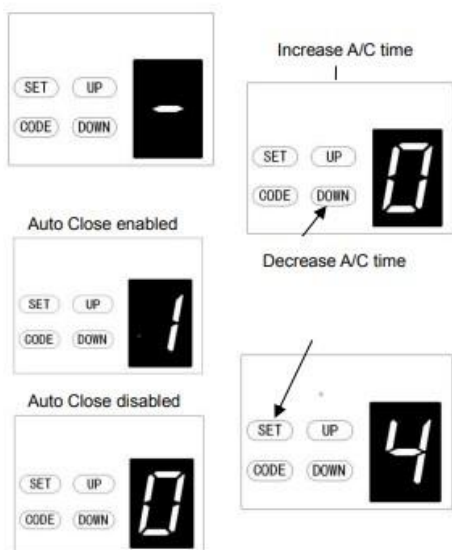 SET UP
CODE DOWN
-
Auto Close enabled
SET UP
CODE DOWN
1
Auto Close disabled
SET UP
CODE DOWN
0
Increase A/C time
SET UP
CODE DOWN
0
Decrease A/C time
SET UP
CODE DOWN
4